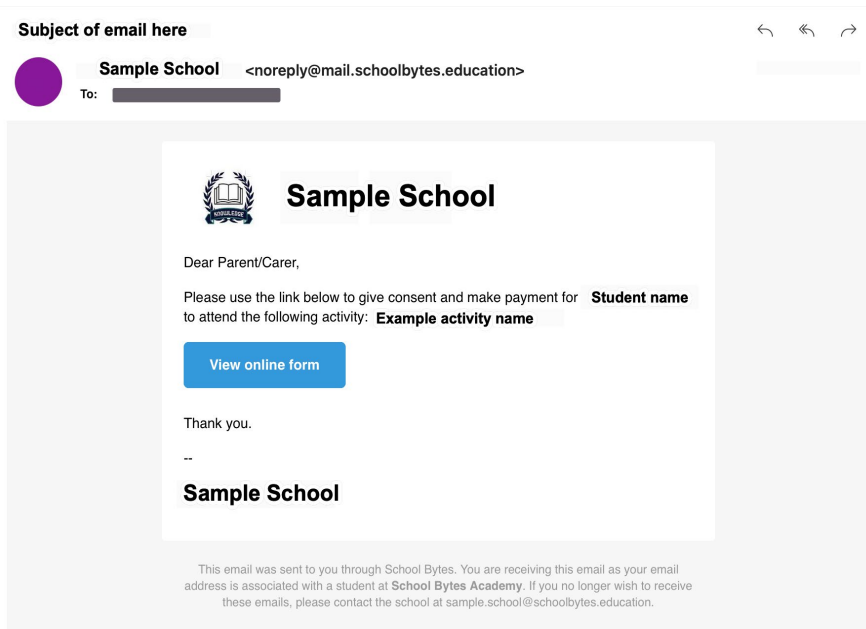 Subject of email here
Sample School <noreply@mail.schoolbytes.education>
To:
KNOWLEDGE
Sample School
Dear Parent/Carer,
Please use the link below to give consent and make payment for Student name
to attend the following activity: Example activity name
View online form
Thank you.
--
Sample School
This email was sent to you through School Bytes. You are receiving this email as your email
address is associated with a student at School Bytes Academy. If you no longer wish to receive
these emails, please contact the school at sample.school@schoolbytes.education.